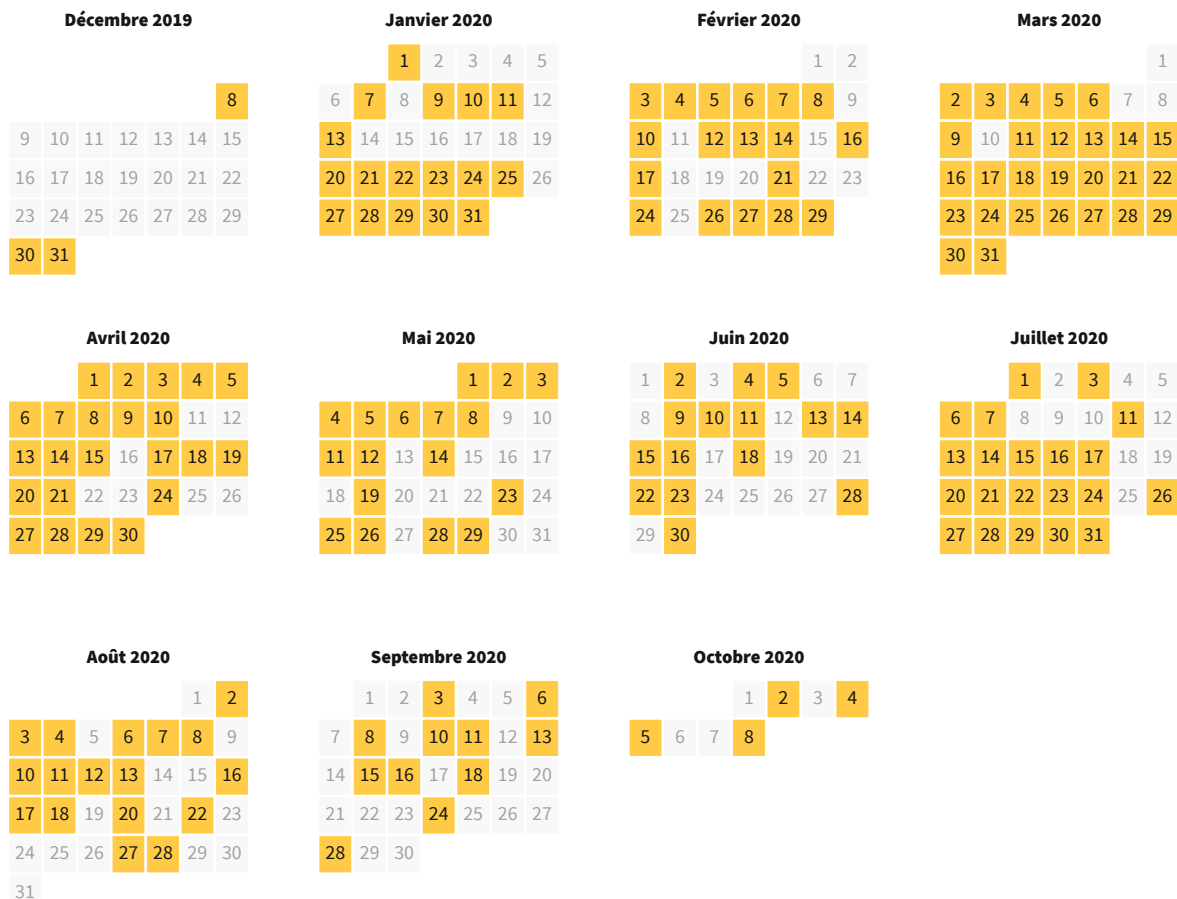 Décembre 2019
8
9 10 11 12 13 14 15
16 17 18 19 20 21 22
23 24 25 26 27 28 29
30 31
Janvier 2020
1 2 3 4 5
6 7 8 9 10 11 12
13 14 15 16 17 18 19
20 21 22 23 24 25 26
27 28 29 30 31
Février 2020
1 2
3 4 5 6 7 8 9
10 11 12 13 14 15 16
17 18 19 20 21 22 23
24 25 26 27 28 29
Mars 2020
1
2 3 4 5 6 7 8
9 10 11 12 13 14 15
16 17 18 19 20 21 22
23 24 25 26 27 28 29
30 31
Avril 2020
1 2 3 4 5
6 7 8 9 10 11 12
13 14 15 16 17 18 19
20 21 22 23 24 25 26
27 28 29 30
Mai 2020
1 2 3
4 5 6 7 8 9 10
11 12 13 14 15 16 17
18 19 20 21 22 23 24
25 26 27 28 29 30 31
Juin 2020
1 2 3 4 5 6 7
8 9 10 11 12 13 14
15 16 17 18 19 20 21
22 23 24 25 26 27 28
29 30
Juillet 2020
1 2 3 4 5
6 7 8 9 10 11 12
13 14 15 16 17 18 19
20 21 22 23 24 25 26
27 28 29 30 31
Août 2020
1 2
3 4 5 6 7 8 9
10 11 12 13 14 15 16
17 18 19 20 21 22 23
24 25 26 27 28 29 30
31
Septembre 2020
1 2 3 4 5 6
7 8 9 10 11 12 13
14 15 16 17 18 19 20
21 22 23 24 25 26 27
28 29 30
Octobre 2020
1 2 3 4
5 6 7 8